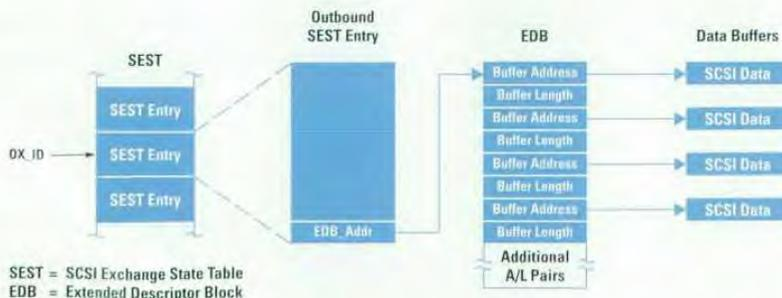 SEST
Outbound
SEST Entry
EDB
Data Buffers
OX_ID
SEST Entry
SEST Entry
SEST Entry
EDB_Addr
Buffer Address
Buffer Length
Buffer Address
Buffer Length
Buffer Address
Buffer Length
Buffer Address
Buffer Length
Additional
A/L Pairs
SCSI Data
SCSI Data
SCSI Data
SCSI Data
SEST = SCSI Exchange State Table
EDB = Extended Descriptor Block